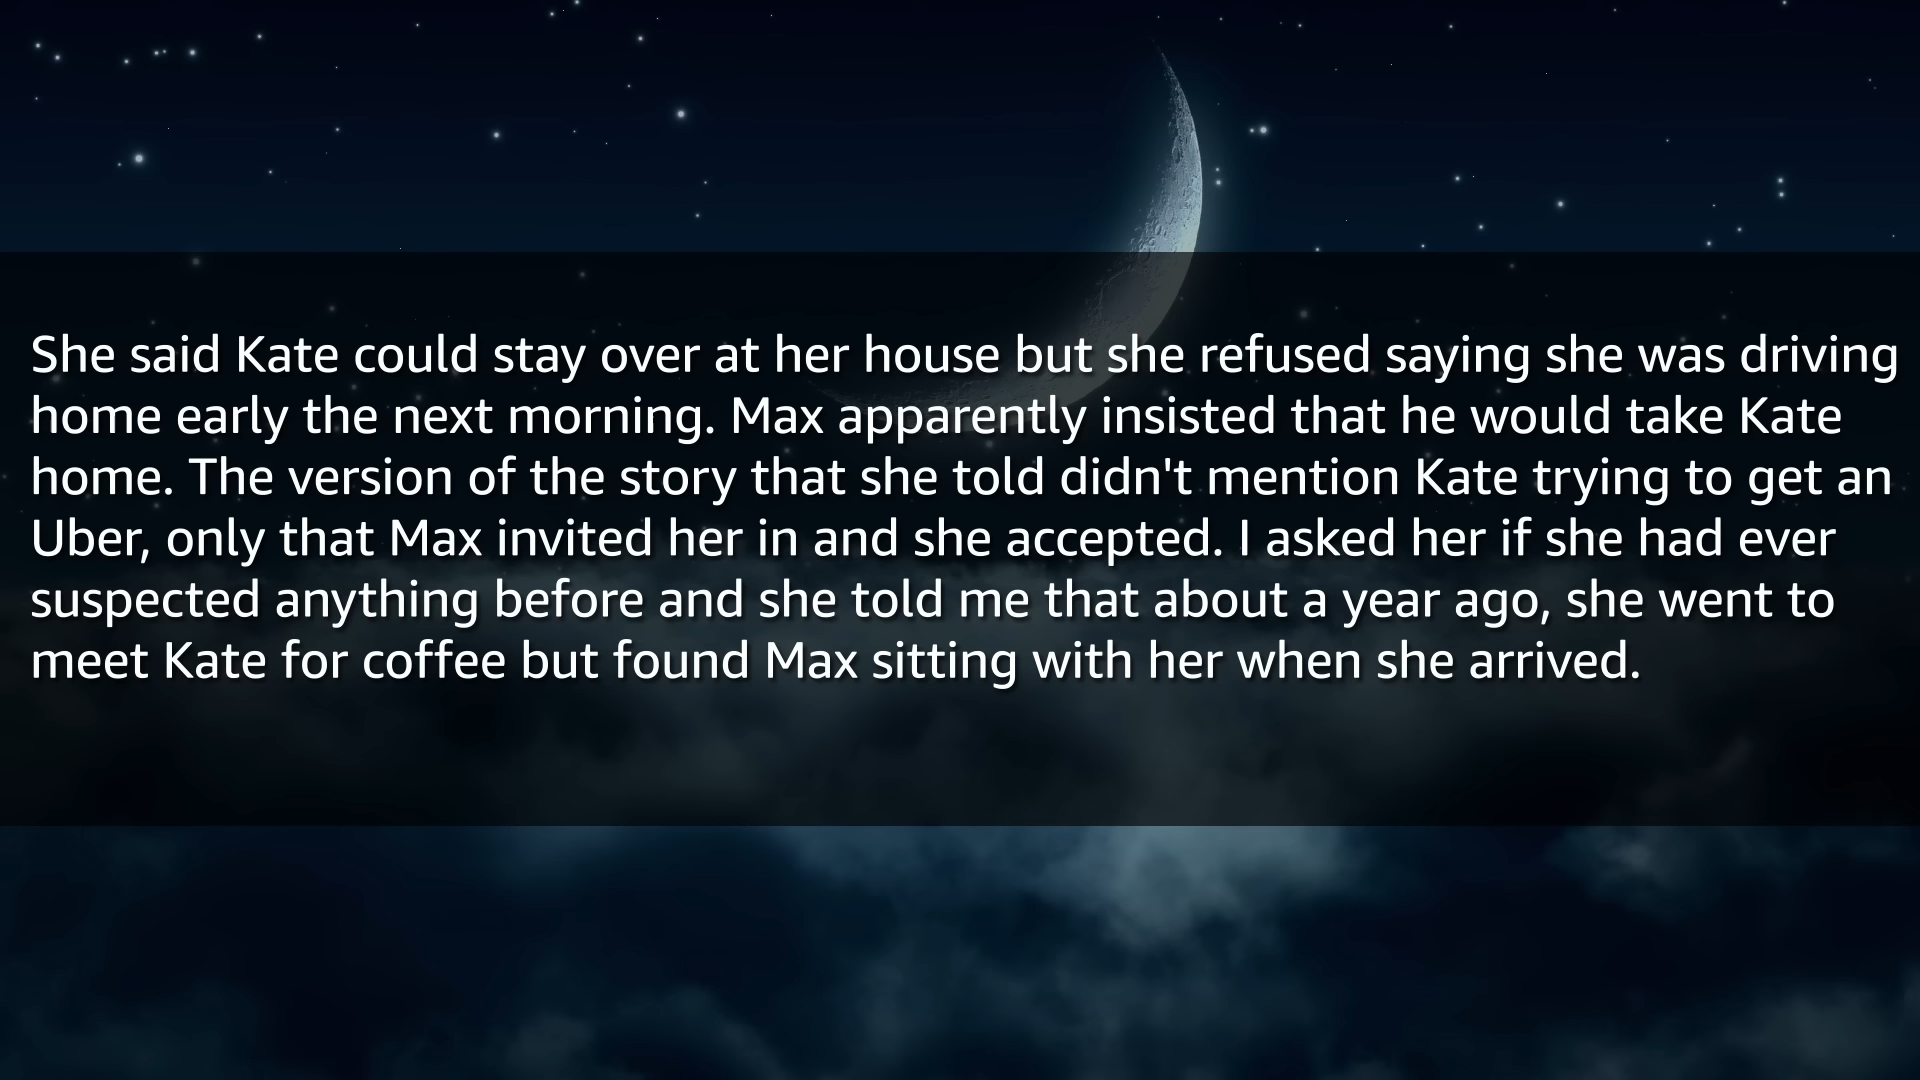 She said Kate could stay over at her house but she refused saying she was driving
home early the next morning. Max apparently insisted that he would take Kate
home. The version of the story that she told didn't mention Kate trying to get an
Uber, only that Max invited her in and she accepted. I asked her if she had ever
suspected anything before and she told me that about a year ago, she went to
meet Kate for coffee but found Max sitting with her when she arrived.